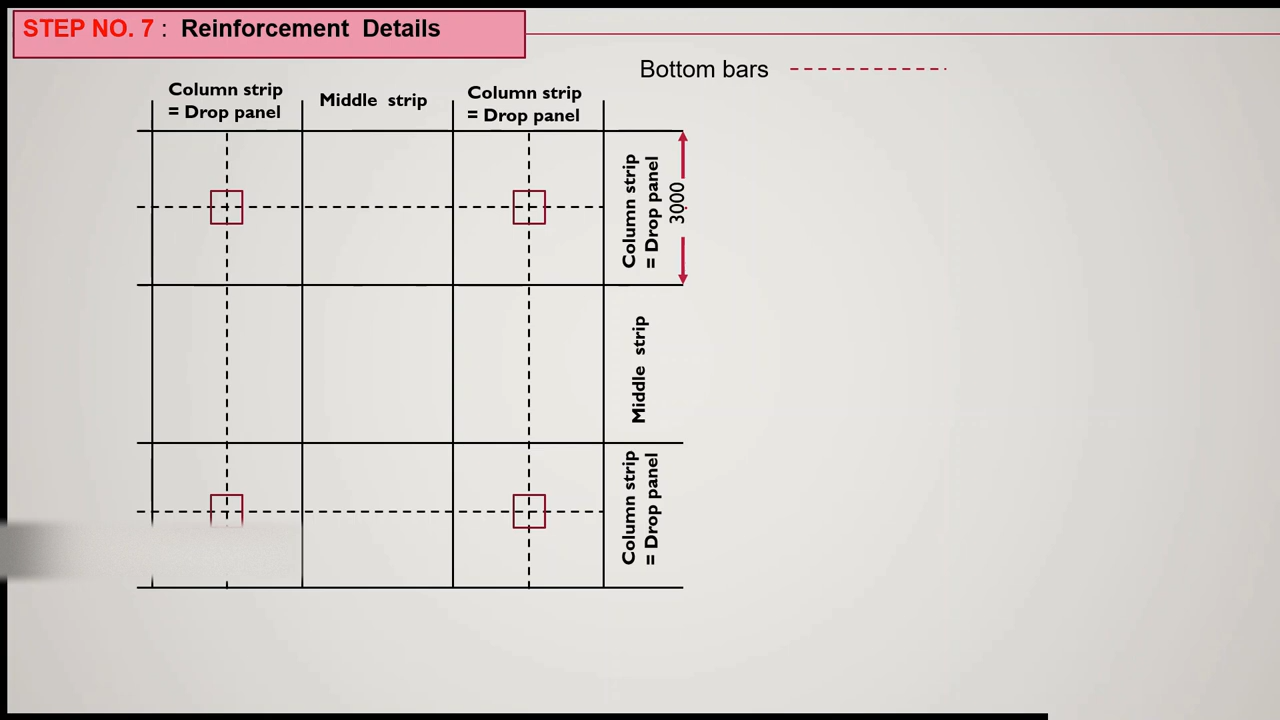 STEP NO. 7 : Reinforcement Details
Bottom bars
Column strip
= Drop panel
Middle strip
Column strip
= Drop panel
Column strip
= Drop panel
3000
Middle strip
Column strip
= Drop panel